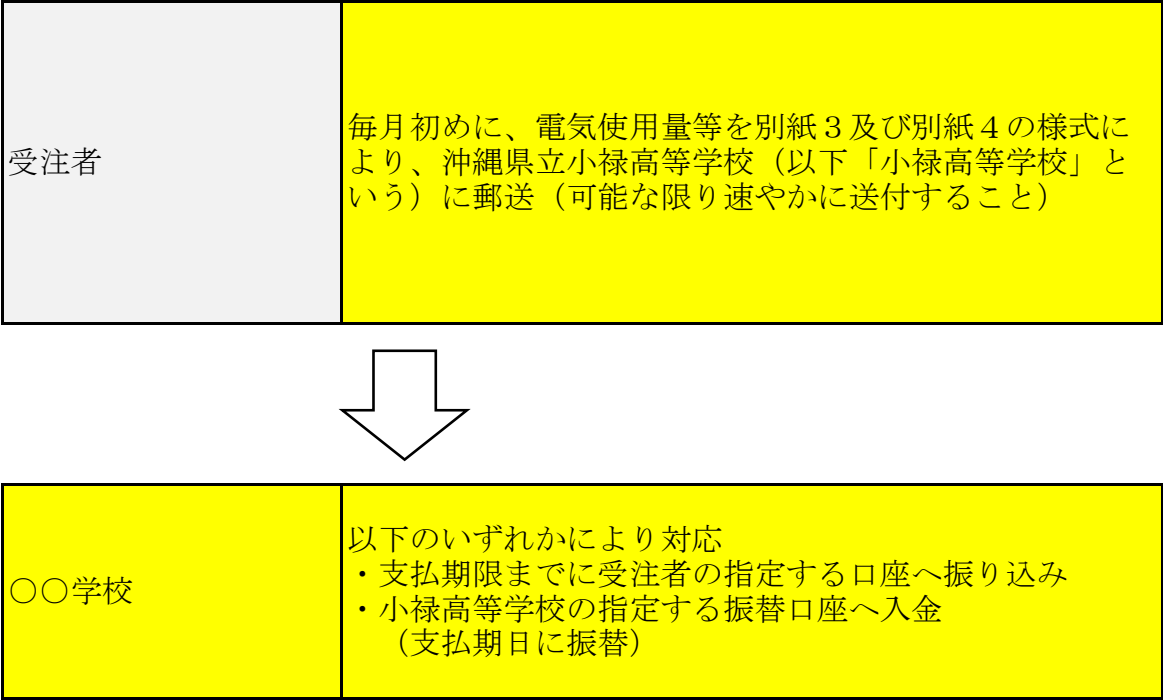 受注者
毎月初めに、電気使用量等を別紙３及び別紙４の様式に
より、沖縄県立小禄高等学校（以下「小禄高等学校」と
いう）に郵送（可能な限り速やかに送付すること）
○○学校
以下のいずれかにより対応
・支払期限までに受注者の指定する口座へ振り込み
・小禄高等学校の指定する振替口座へ入金
（支払期日に振替）